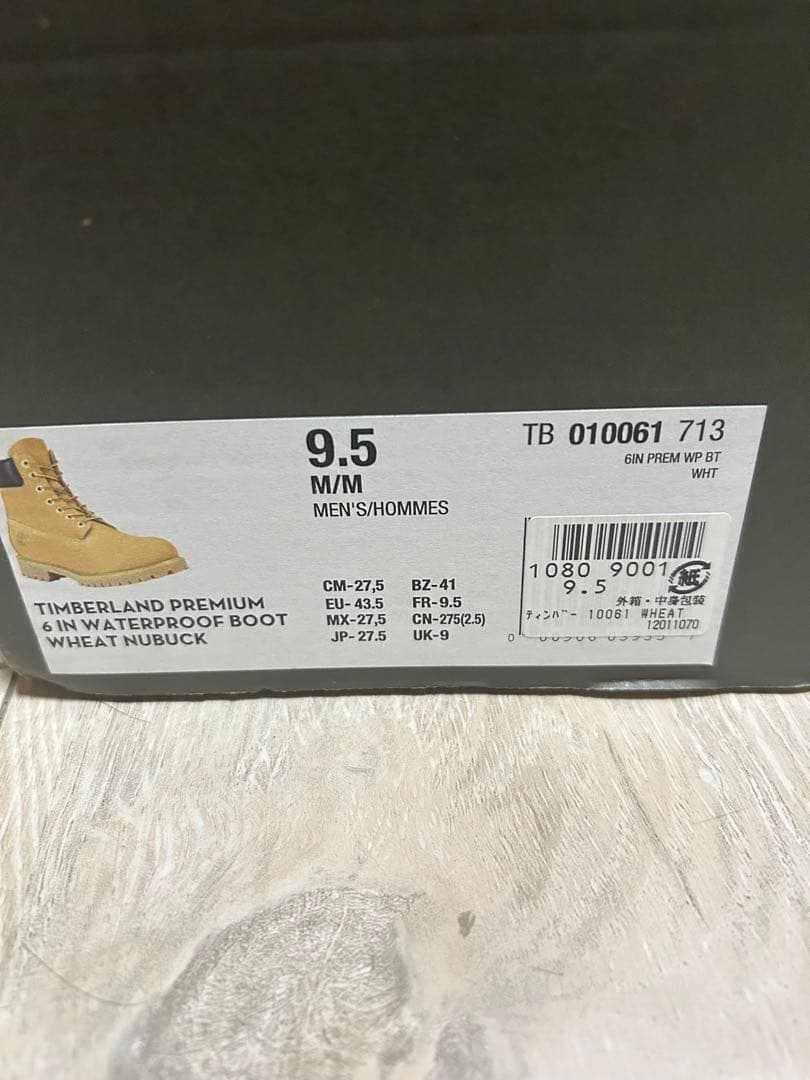 9.5
M/M
MEN'S/HOMMES
TB 010061 713
6IN PREM WP BT
WHT
TIMBERLAND PREMIUM
6 IN WATERPROOF BOOT
WHEAT NUBUCK
CM-27,5 BZ-41
EU- 43.5 FR-9.5
MX-27,5 CN-275(2.5)
JP- 27.5 UK-9
1080 9001
9.5
紙
外箱・中身包装
ティンバー 10061 WHEAT
12011070
0